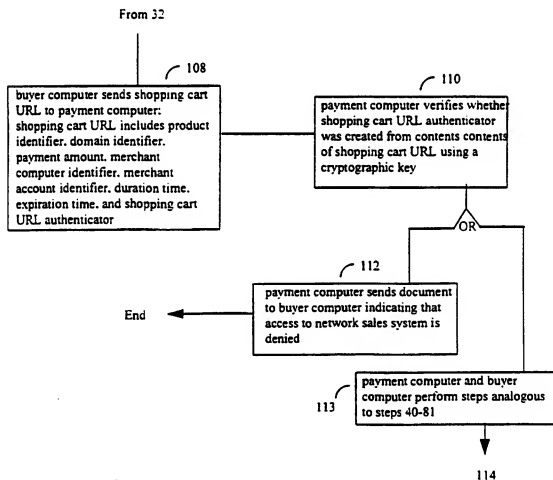 From 32
108
buyer computer sends shopping cart
URL to payment computer:
shopping cart URL includes product
identifier. domain identifier.
payment amount. merchant
computer identifier. merchant
account identifier. duration time.
expiration time. and shopping cart
URL authenticator
110
payment computer verifies whether
shopping cart URL authenticator
was created from contents contents
of shopping cart URL using a
cryptographic key
OR
112
payment computer sends document
to buyer computer indicating that
access to network sales system is
denied
End
113
payment computer and buyer
computer perform steps analogous
to steps 40-81
114